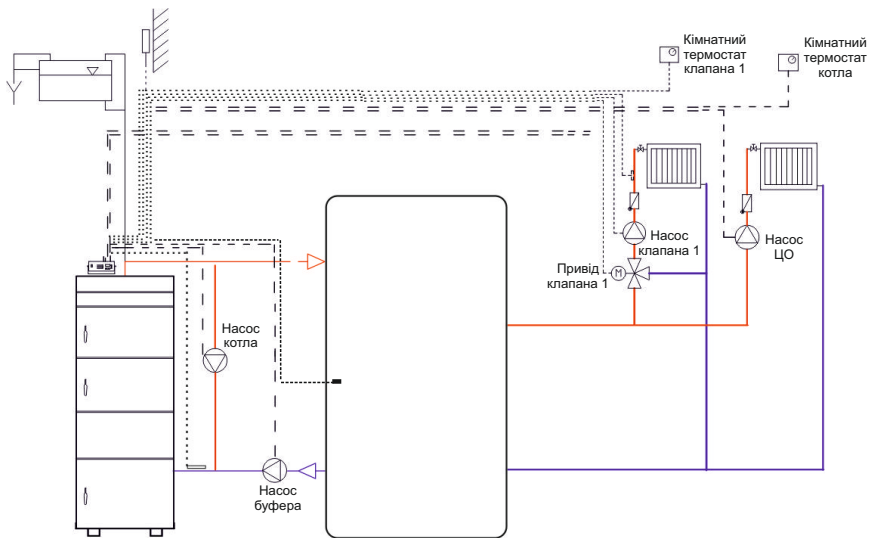 Кімнатний
термостат
клапана 1
Кімнатний
термостат
котла
Насос
клапана 1
Насос
ЦО
Привід
клапана 1
M
Насос
котла
Насос
буфера